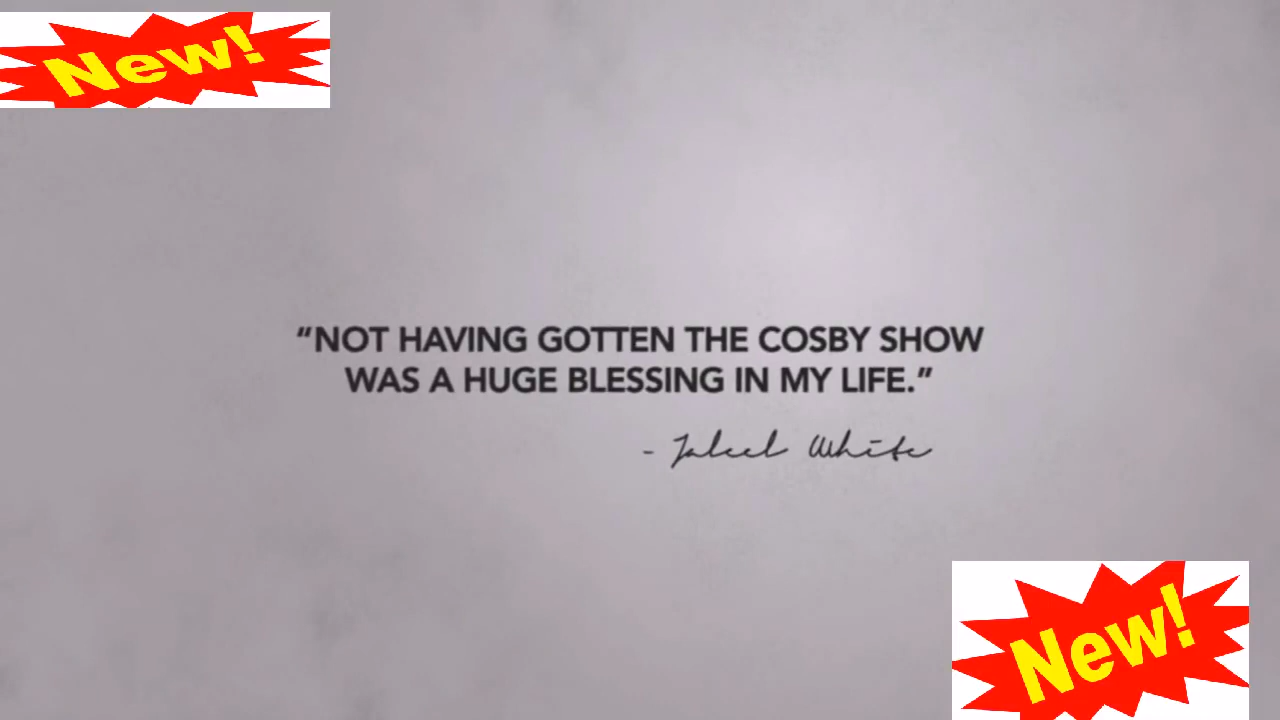 New!
“NOT HAVING GOTTEN THE COSBY SHOW
WAS A HUGE BLESSING IN MY LIFE.”
- Jaleel White
New!